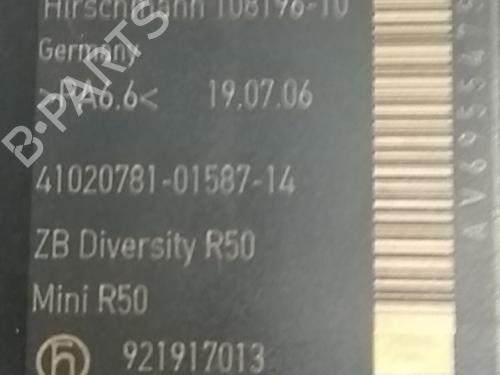 Hirschmann 108196-10
Germany
>PA6.6< 19.07.06
41020781-01587-14
ZB Diversity R50
Mini R50
h 921917013
B-PARTS